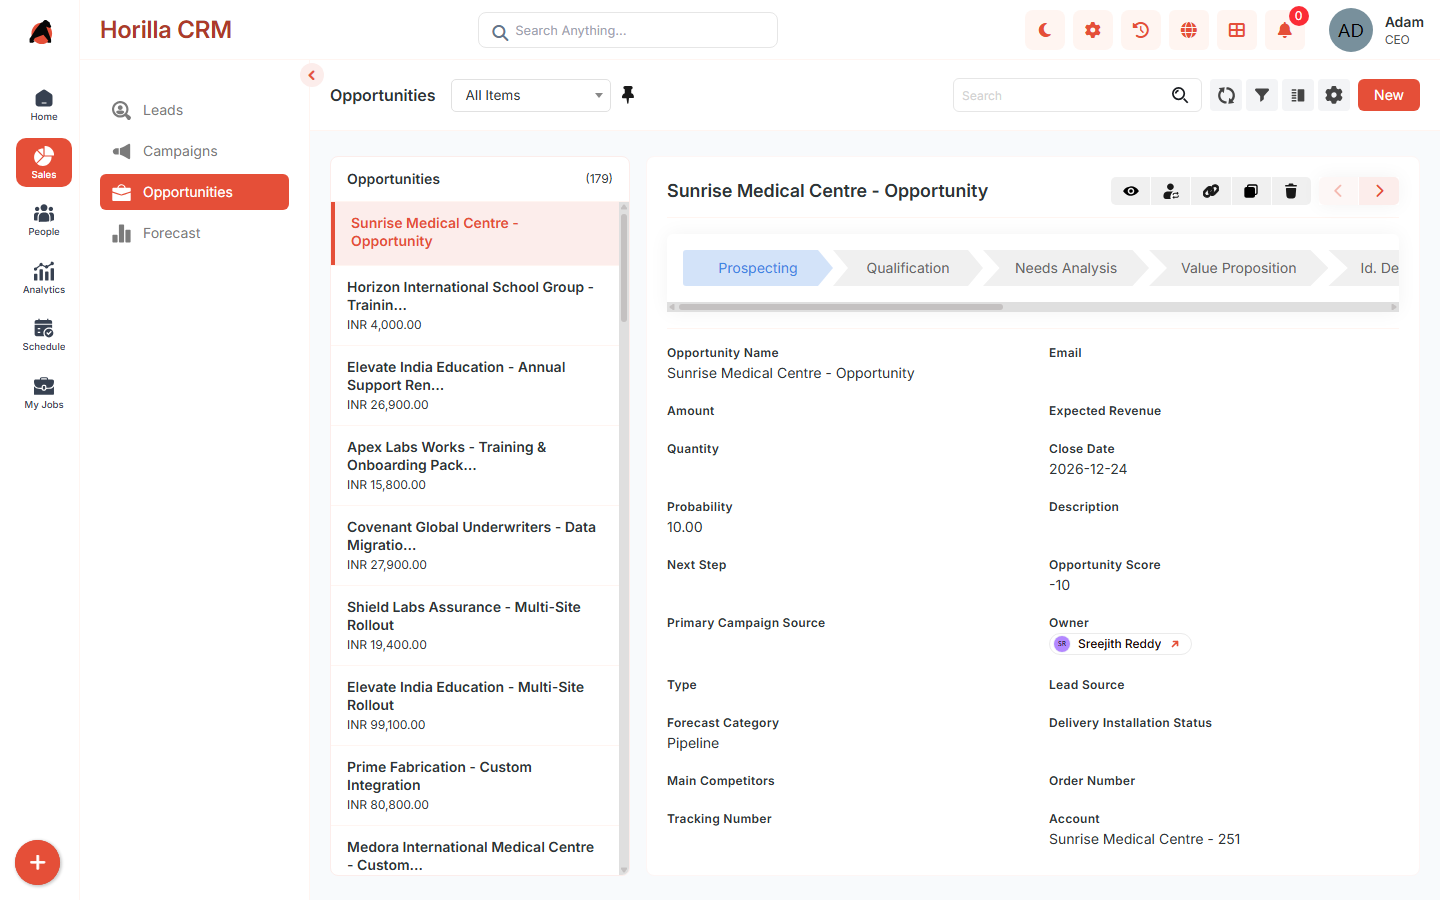 Horilla CRM
Search Anything...
0
AD
Adam
CEO
Home
Sales
People
Analytics
Schedule
My Jobs
Leads
Campaigns
Opportunities
Forecast
Opportunities
All Items
Search
New
Opportunities
(179)
Sunrise Medical Centre -
Opportunity
Horizon International School Group -
Trainin...
INR 4,000.00
Elevate India Education - Annual
Support Ren...
INR 26,900.00
Apex Labs Works - Training &
Onboarding Pack...
INR 15,800.00
Covenant Global Underwriters - Data
Migratio...
INR 27,900.00
Shield Labs Assurance - Multi-Site
Rollout
INR 19,400.00
Elevate India Education - Multi-Site
Rollout
INR 99,100.00
Prime Fabrication - Custom
Integration
INR 80,800.00
Medora International Medical Centre
- Custom...
Sunrise Medical Centre - Opportunity
Prospecting
Qualification
Needs Analysis
Value Proposition
Id. De
Opportunity Name
Sunrise Medical Centre - Opportunity
Email
Amount
Expected Revenue
Quantity
Close Date
2026-12-24
Probability
10.00
Description
Next Step
Opportunity Score
-10
Primary Campaign Source
Owner
SR
Sreejith Reddy
Type
Lead Source
Forecast Category
Pipeline
Delivery Installation Status
Main Competitors
Order Number
Tracking Number
Account
Sunrise Medical Centre - 251